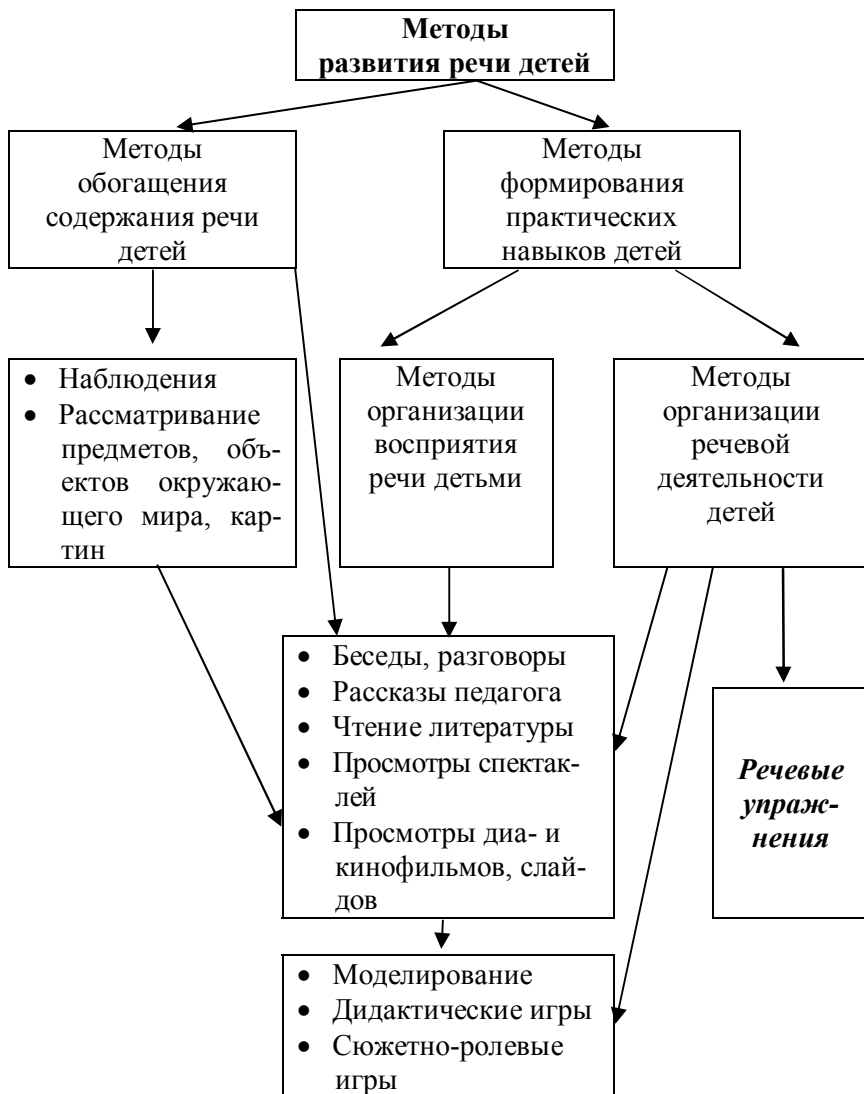 Методы
развития речи детей
Методы
обогащения
содержания речи
детей
Методы
формирования
практических
навыков детей
• Наблюдения
• Рассматривание
предметов, объ-
ектов окружаю-
щего мира, кар-
тин
Методы
организации
восприятия
речи детьми
Методы
организации
речевой
деятельности
детей
• Беседы, разговоры
• Рассказы педагога
• Чтение литературы
• Просмотры спектак-
лей
• Просмотры диа- и
кинофильмов, слай-
дов
Речевые
упраж-
нения
• Моделирование
• Дидактические игры
• Сюжетно-ролевые
игры